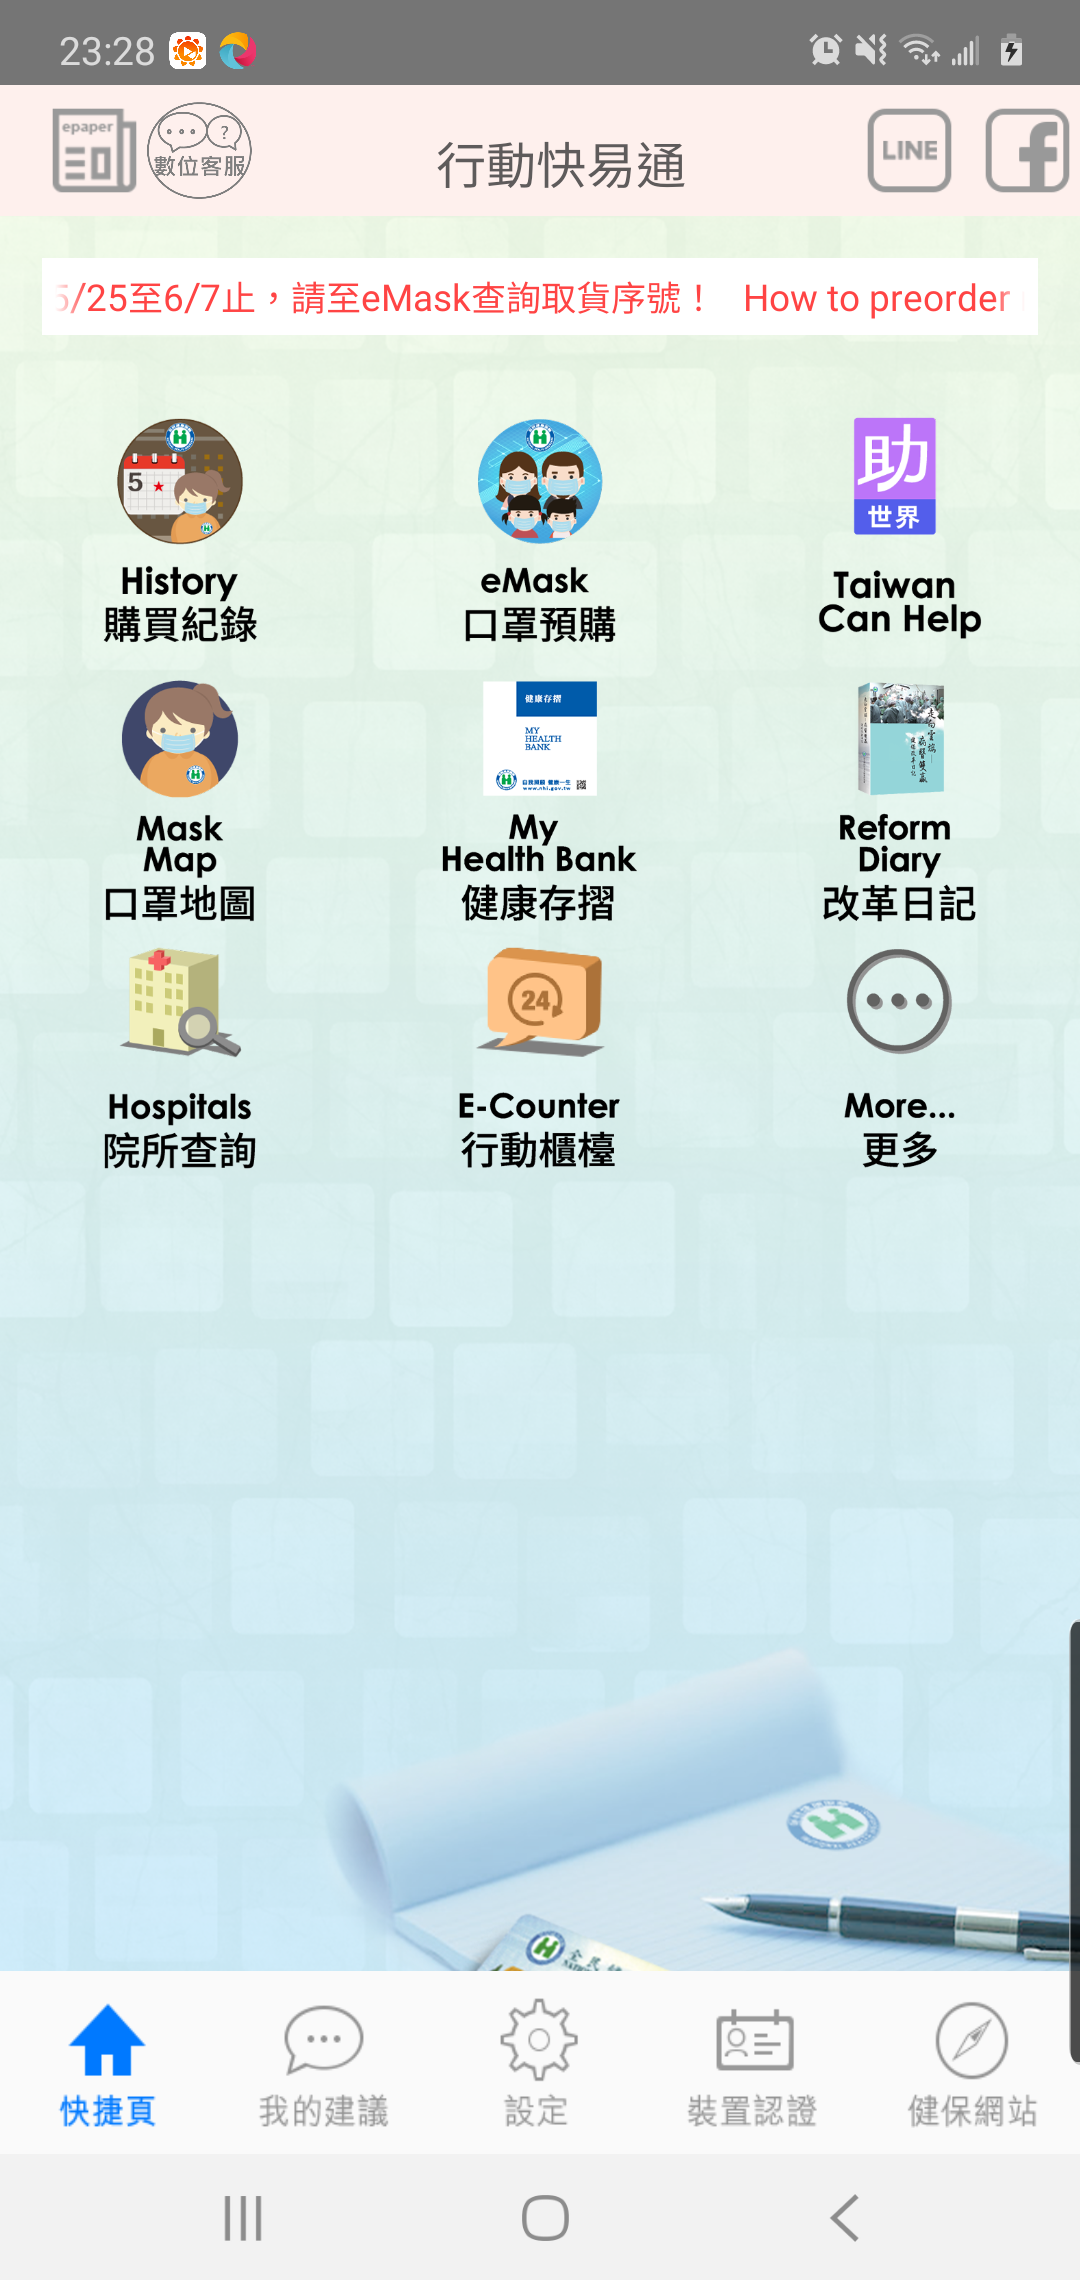 23:28
epaper
數位客服
行動快易通
LINE
5/25至6/7止，請至eMask查詢取貨序號！ How to preorder
5
History
購買紀錄
eMask
口罩預購
助
世界
Taiwan
Can Help
Mask
Map
口罩地圖
健康存摺
MY
HEALTH
BANK
www.nhi.gov.tw
My
Health Bank
健康存摺
Reform
Diary
改革日記
Hospitals
院所查詢
24
E-Counter
行動櫃檯
More...
更多
快捷頁
我的建議
設定
裝置認證
健保網站